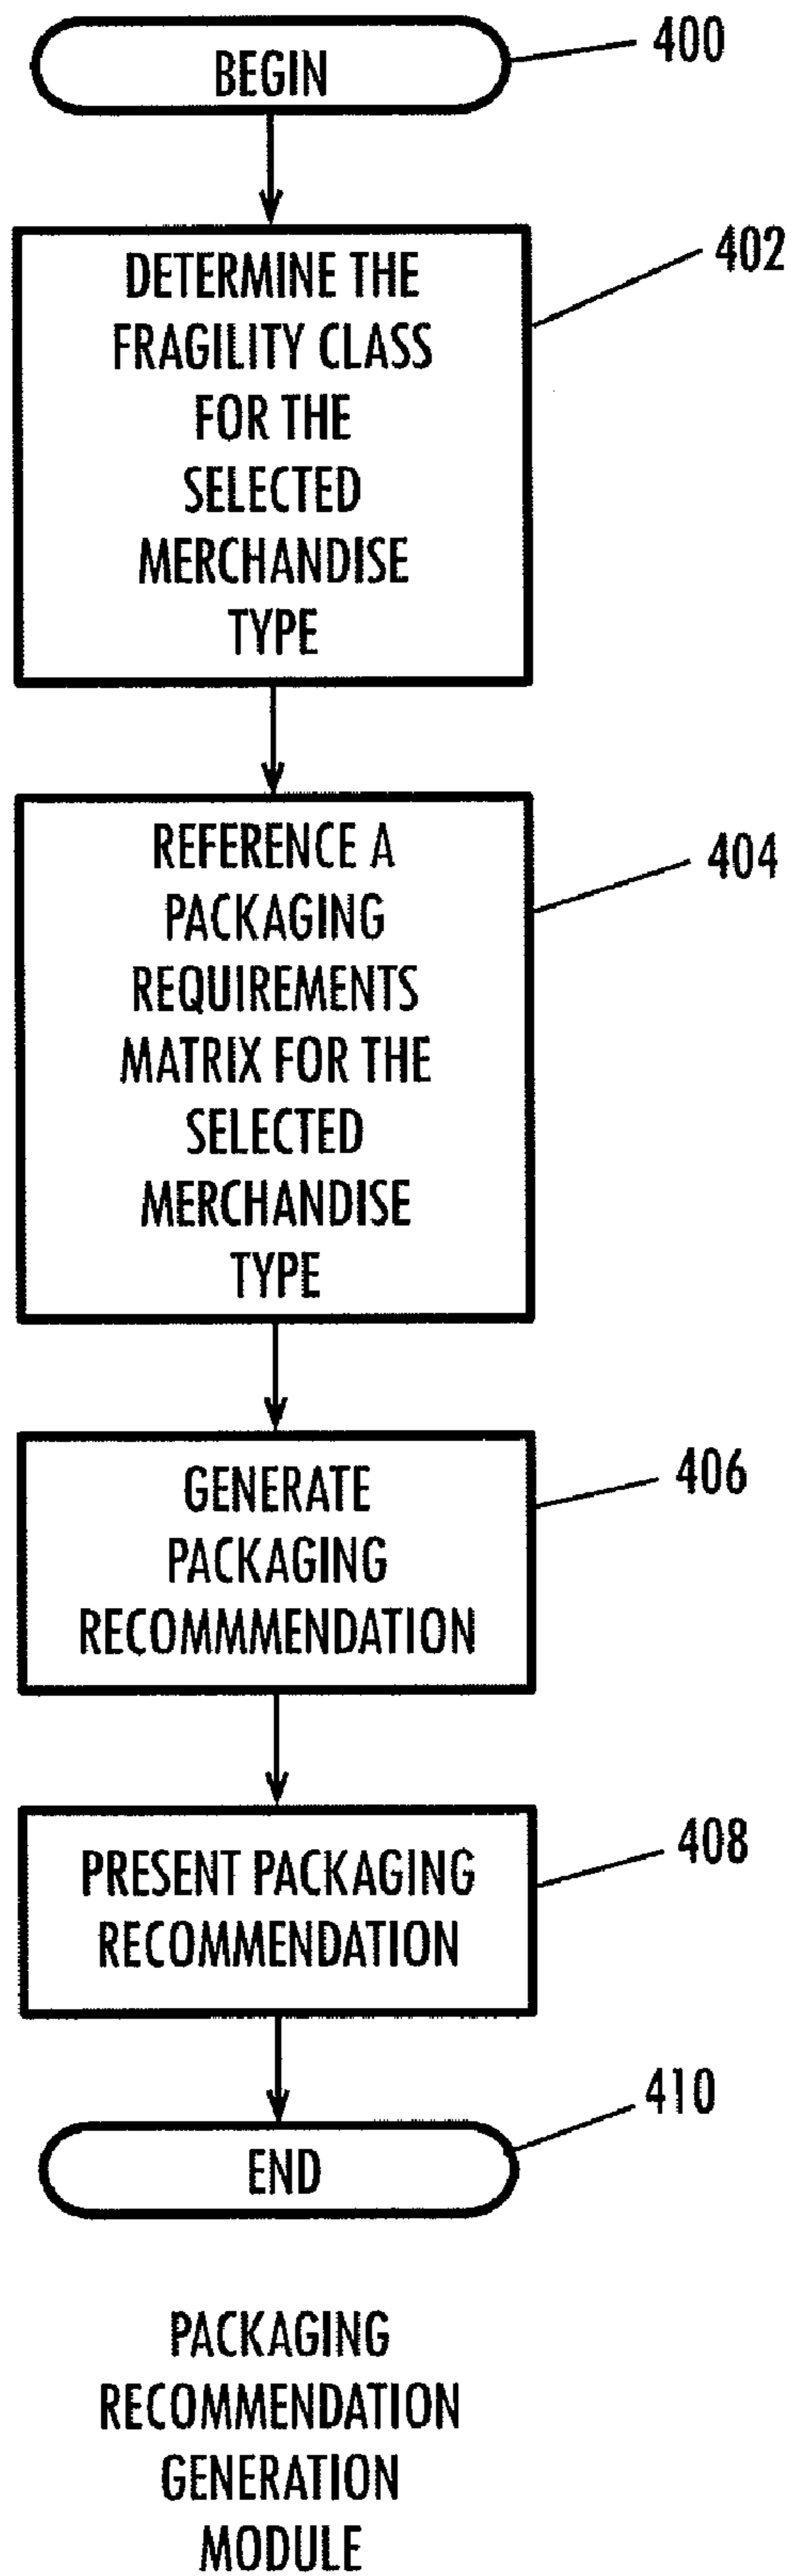 BEGIN
400
DETERMINE THE
FRAGILITY CLASS
FOR THE
SELECTED
MERCHANDISE
TYPE
402
REFERENCE A
PACKAGING
REQUIREMENTS
MATRIX FOR THE
SELECTED
MERCHANDISE
TYPE
404
GENERATE
PACKAGING
RECOMMMENDATION
406
PRESENT PACKAGING
RECOMMENDATION
408
END
410
PACKAGING
RECOMMENDATION
GENERATION
MODULE